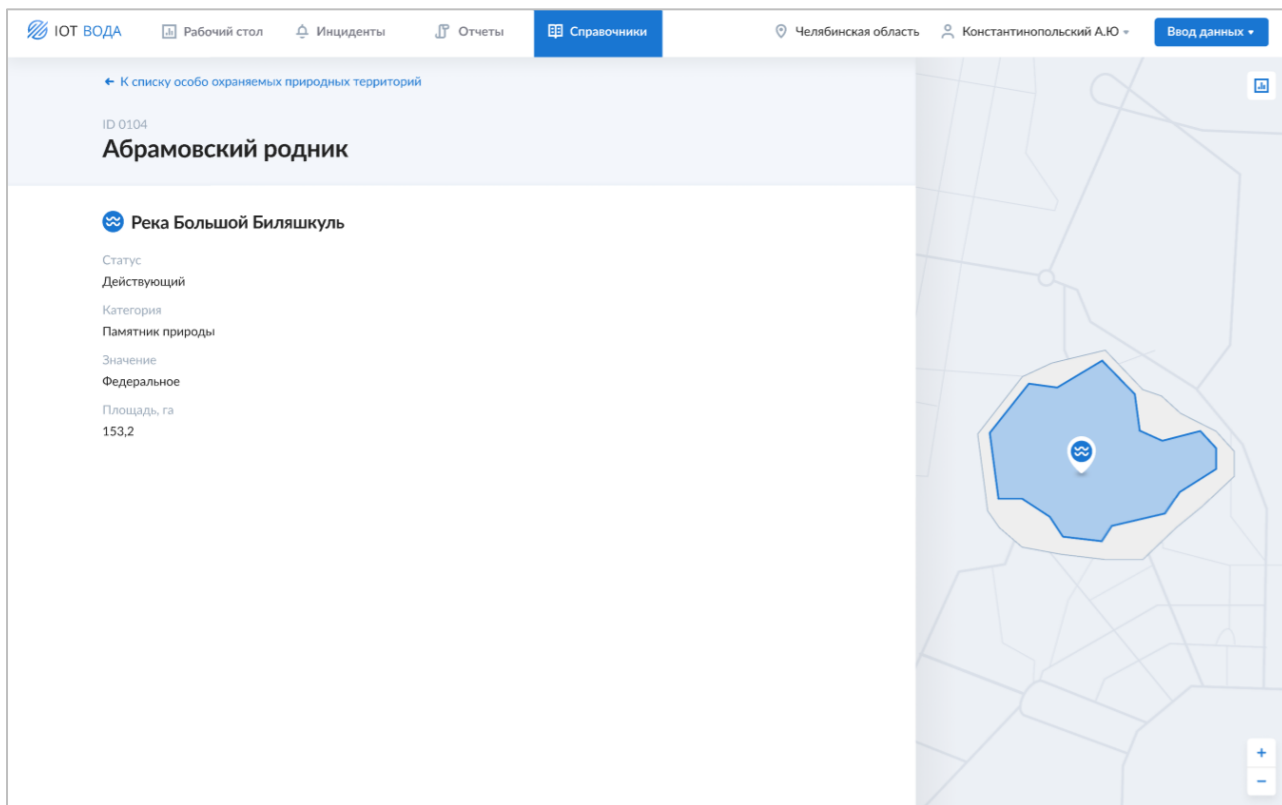 IOT ВОДА Рабочий стол Инциденты Отчеты Справочники Челябинская область Константинопольский А.Ю Ввод данных
← К списку особо охраняемых природных территорий
ID 0104
Абрамовский родник
Река Большой Биляшкуль
Статус
Действующий
Категория
Памятник природы
Значение
Федеральное
Площадь, га
153,2
+
−